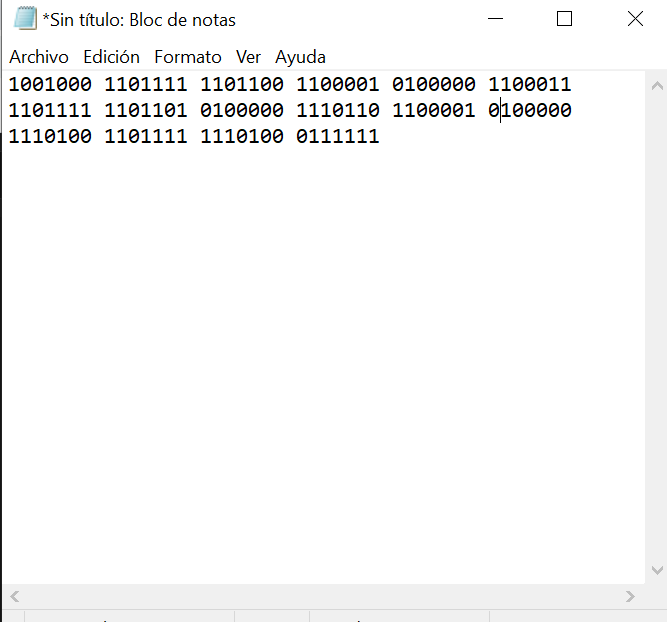 *Sin título: Bloc de notas
Archivo Edición Formato Ver Ayuda
1001000 1101111 1101100 1100001 0100000 1100011
1101111 1101101 0100000 1110110 1100001 0100000
1110100 1101111 1110100 0111111